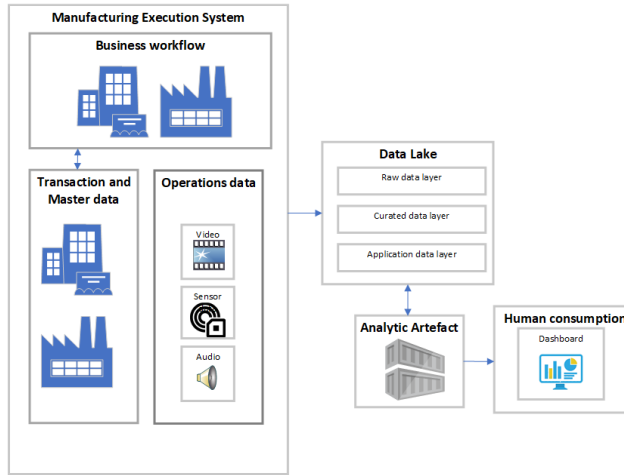 Manufacturing Execution System
Business workflow
Transaction and
Master data
Operations data
Video
Sensor
Audio
Data Lake
Raw data layer
Curated data layer
Application data layer
Analytic Artefact
Human consumption
Dashboard